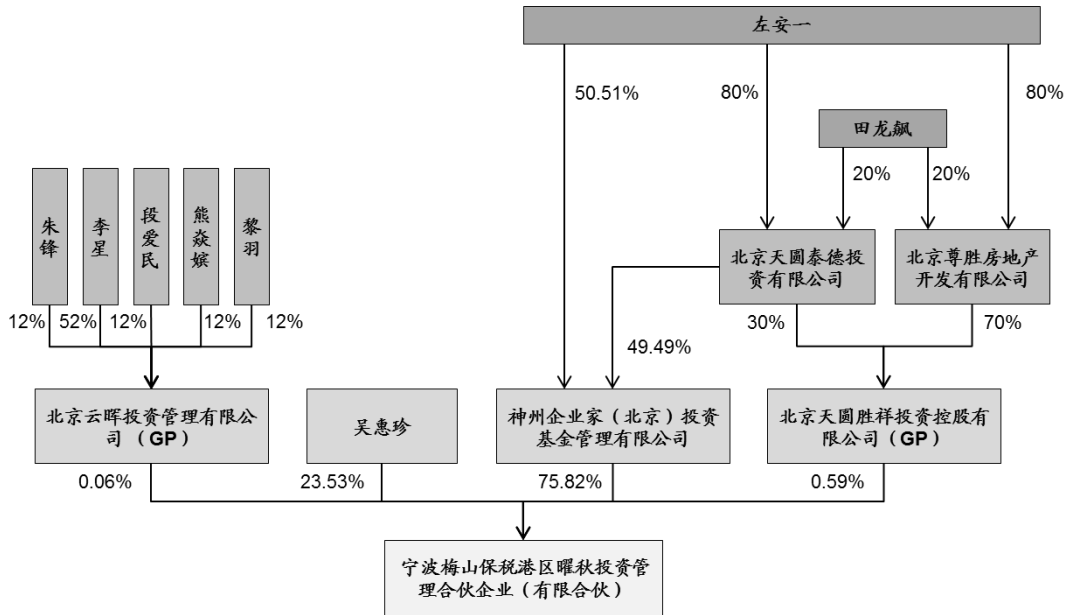 左安一
50.51%
80%
80%
田龙飙
20%
20%
朱锋
李星
段爱民
熊焱嫔
黎羽
北京天圆泰德投
资有限公司
北京尊胜房地产
开发有限公司
12%
52%
12%
12%
12%
49.49%
30%
70%
北京云晖投资管理有限公
司（GP）
吴惠珍
神州企业家（北京）投资
基金管理有限公司
北京天圆胜祥投资控股有
限公司（GP）
0.06%
23.53%
75.82%
0.59%
宁波梅山保税港区曜秋投资管
理合伙企业（有限合伙）